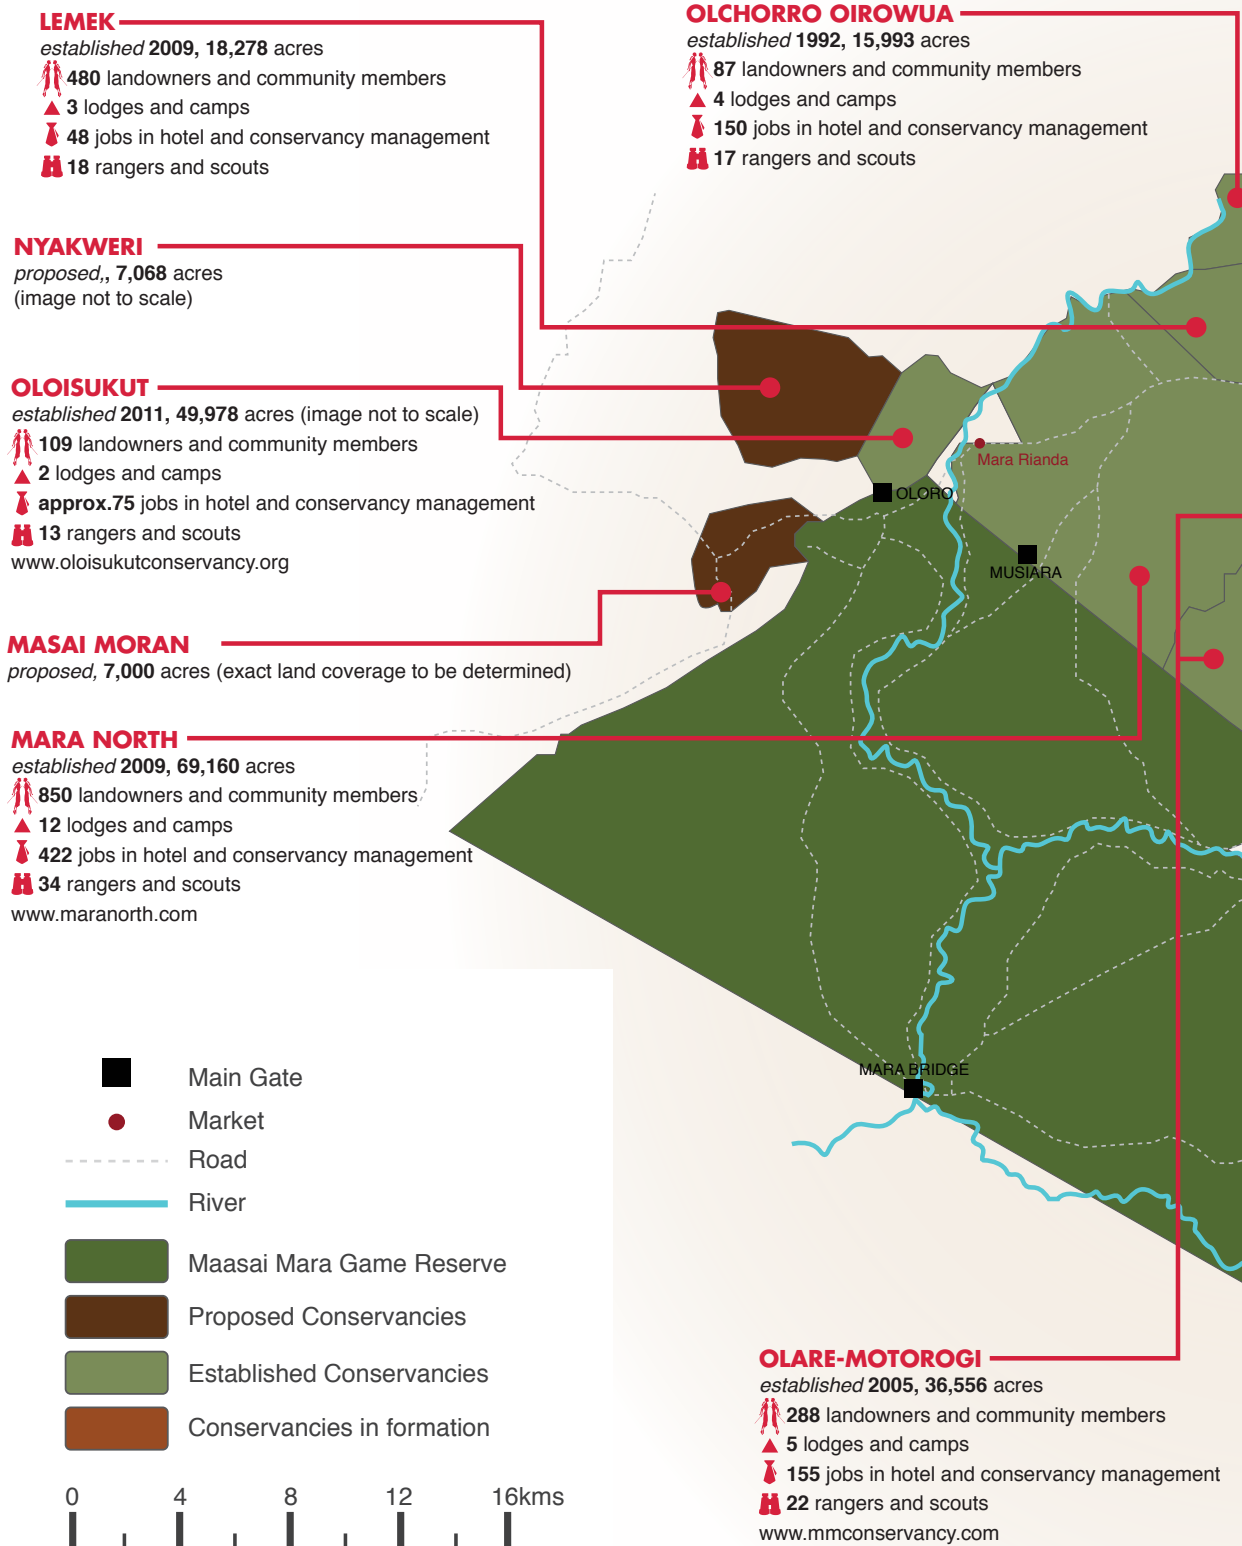 LEMEK
established 2009, 18,278 acres
480 landowners and community members
3 lodges and camps
48 jobs in hotel and conservancy management
18 rangers and scouts
OLCHORRO OIROWUA
established 1992, 15,993 acres
87 landowners and community members
4 lodges and camps
150 jobs in hotel and conservancy management
17 rangers and scouts
NYAKWERI
proposed,, 7,068 acres
(image not to scale)
OLOISUKUT
established 2011, 49,978 acres (image not to scale)
109 landowners and community members
2 lodges and camps
approx.75 jobs in hotel and conservancy management
13 rangers and scouts
www.oloisukutconservancy.org
Mara Rianda
OLORO
MUSIARA
MASAI MORAN
proposed, 7,000 acres (exact land coverage to be determined)
MARA NORTH
established 2009, 69,160 acres
850 landowners and community members
12 lodges and camps
422 jobs in hotel and conservancy management
34 rangers and scouts
www.maranorth.com
MARA BRIDGE
Main Gate
Market
Road
River
Maasai Mara Game Reserve
Proposed Conservancies
Established Conservancies
Conservancies in formation
0 4 8 12 16kms
OLARE-MOTOROGI
established 2005, 36,556 acres
288 landowners and community members
5 lodges and camps
155 jobs in hotel and conservancy management
22 rangers and scouts
www.mmconservancy.com